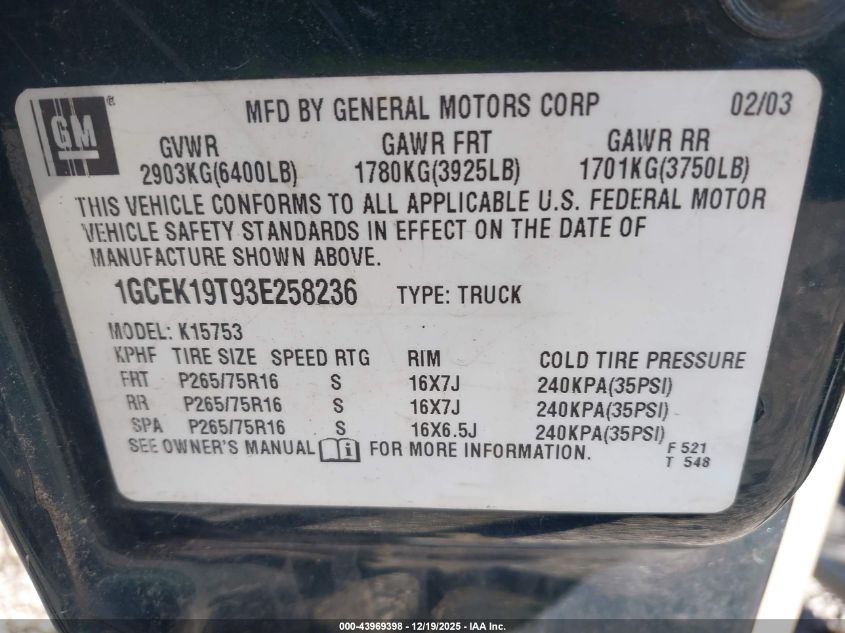 GM®
MFD BY GENERAL MOTORS CORP 02/03
GVWR GAWR FRT GAWR RR
2903KG(6400LB) 1780KG(3925LB) 1701KG(3750LB)
THIS VEHICLE CONFORMS TO ALL APPLICABLE U.S. FEDERAL MOTOR
VEHICLE SAFETY STANDARDS IN EFFECT ON THE DATE OF
MANUFACTURE SHOWN ABOVE.
1GCEK19T93E258236 TYPE: TRUCK
MODEL: K15753
KPHF TIRE SIZE SPEED RTG RIM COLD TIRE PRESSURE
FRT P265/75R16 S 16X7J 240KPA(35PSI)
RR P265/75R16 S 16X7J 240KPA(35PSI)
SPA P265/75R16 S 16X6.5J 240KPA(35PSI)
SEE OWNER'S MANUAL i FOR MORE INFORMATION.
F 521
T 548
000-43969398 - 12/19/2025 - IAA Inc.